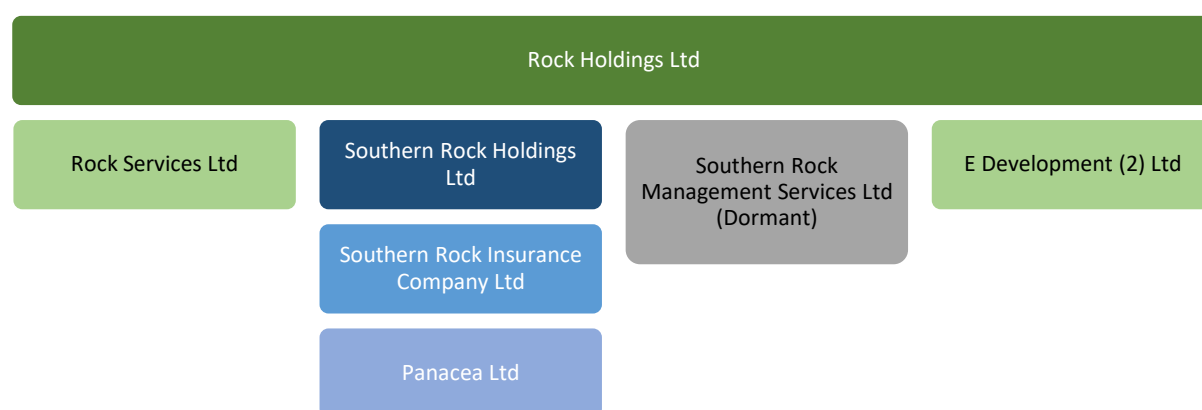 Rock Holdings Ltd
Rock Services Ltd
Southern Rock Holdings
Ltd
Southern Rock
Management Services Ltd
(Dormant)
E Development (2) Ltd
Southern Rock Insurance
Company Ltd
Panacea Ltd